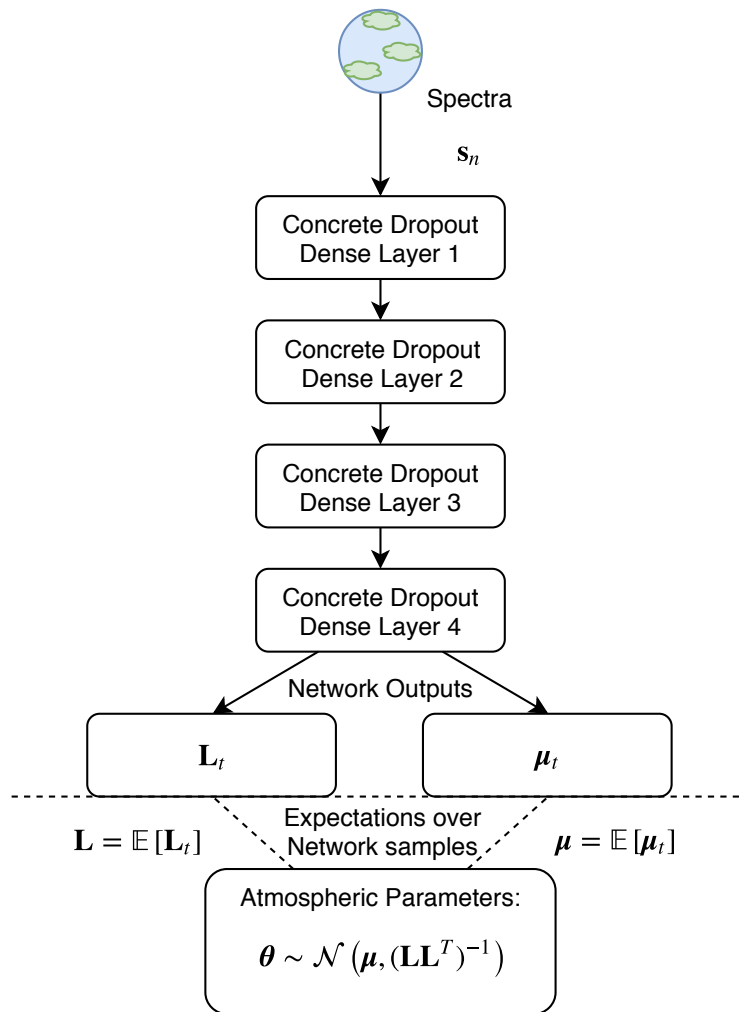 Spectra
𝐬ₙ
Concrete Dropout
Dense Layer 1
Concrete Dropout
Dense Layer 2
Concrete Dropout
Dense Layer 3
Concrete Dropout
Dense Layer 4
Network Outputs
𝐋ₜ
𝝁ₜ
Expectations over
Network samples
𝐋 = 𝔼[𝐋ₜ]
𝝁 = 𝔼[𝝁ₜ]
Atmospheric Parameters:
𝜽 ∼ 𝒩(𝝁, (𝐋𝐋ᵀ)⁻¹)